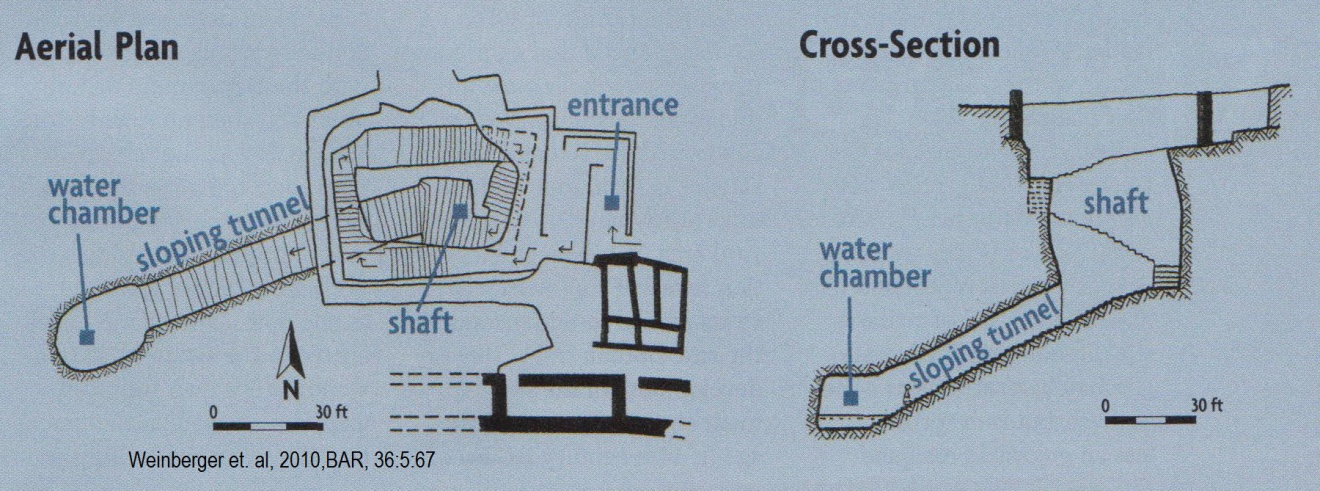 Aerial Plan
entrance
water
chamber
sloping tunnel
shaft
N
0 30 ft
Weinberger et. al, 2010,BAR, 36:5:67
Cross-Section
shaft
water
chamber
sloping tunnel
0 30 ft